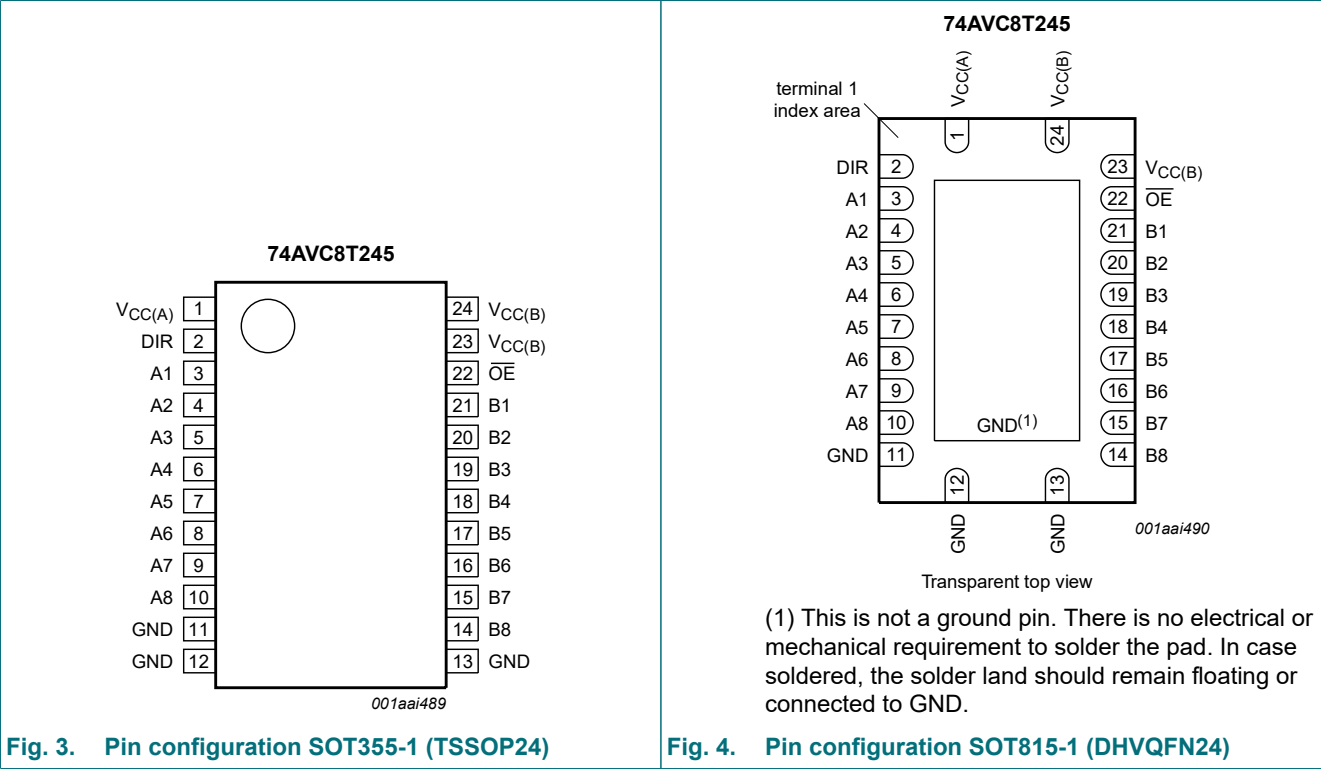 74AVC8T245
VCC(A) 1
DIR 2
A1 3
A2 4
A3 5
A4 6
A5 7
A6 8
A7 9
A8 10
GND 11
GND 12
24 VCC(B)
23 VCC(B)
22 OE
21 B1
20 B2
19 B3
18 B4
17 B5
16 B6
15 B7
14 B8
13 GND
001aai489
Fig. 3. Pin configuration SOT355-1 (TSSOP24)
74AVC8T245
terminal 1
index area
VCC(A)
VCC(B)
1
24
DIR 2
A1 3
A2 4
A3 5
A4 6
A5 7
A6 8
A7 9
A8 10
GND 11
23 VCC(B)
22 OE
21 B1
20 B2
19 B3
18 B4
17 B5
16 B6
15 B7
14 B8
GND(1)
12
13
GND
GND
001aai490
Transparent top view
(1) This is not a ground pin. There is no electrical or
mechanical requirement to solder the pad. In case
soldered, the solder land should remain floating or
connected to GND.
Fig. 4. Pin configuration SOT815-1 (DHVQFN24)